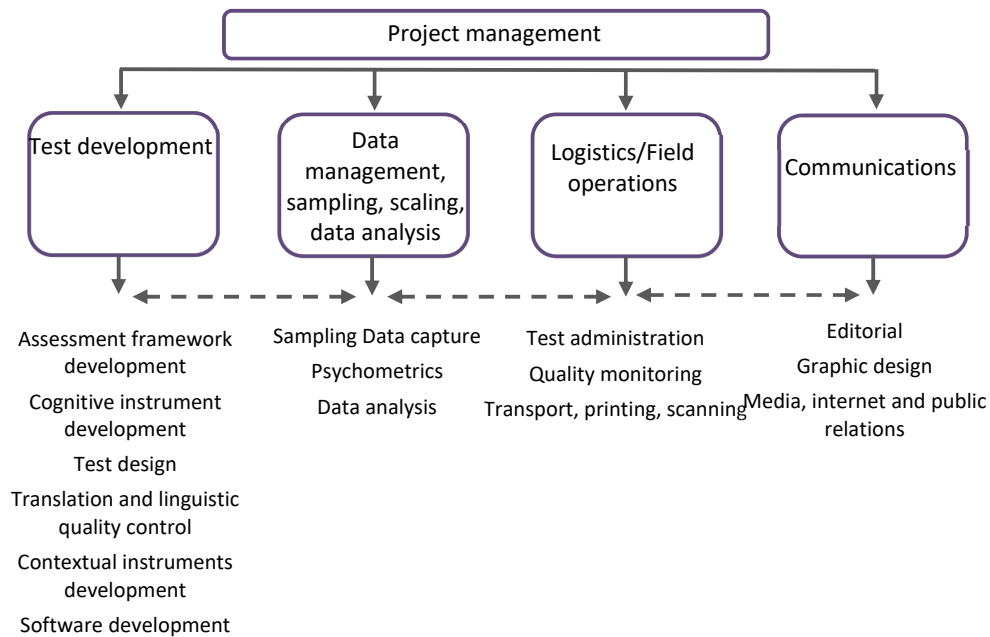 Project management
Test development
Data
management,
sampling, scaling,
data analysis
Logistics/Field
operations
Communications
Assessment framework
development
Cognitive instrument
development
Test design
Translation and linguistic
quality control
Contextual instruments
development
Software development
Sampling Data capture
Psychometrics
Data analysis
Test administration
Quality monitoring
Transport, printing, scanning
Editorial
Graphic design
Media, internet and public
relations